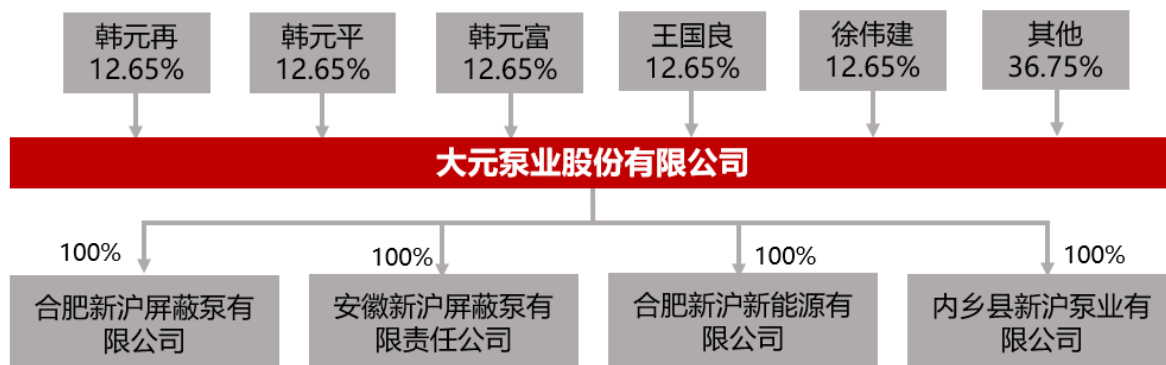 韩元再
12.65%
韩元平
12.65%
韩元富
12.65%
王国良
12.65%
徐伟建
12.65%
其他
36.75%
大元泵业股份有限公司
100%
100%
100%
100%
合肥新沪屏蔽泵有
限公司
安徽新沪屏蔽泵有
限责任公司
合肥新沪新能源有
限公司
内乡县新沪泵业有
限公司